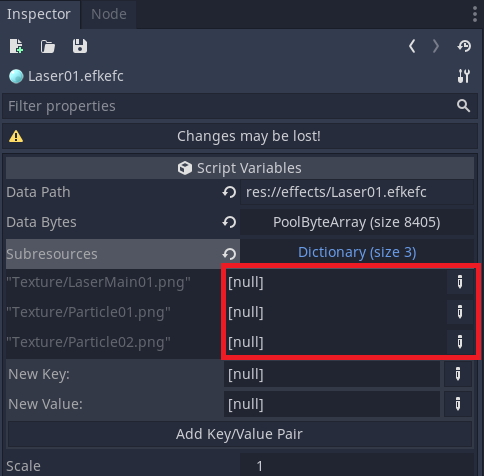 Inspector
Node
Laser01.efkefc
Filter properties
Changes may be lost!
Script Variables
Data Path
res://effects/Laser01.efkefc
Data Bytes
PoolByteArray (size 8405)
Subresources
Dictionary (size 3)
"Texture/LaserMain01.png"
[null]
"Texture/Particle01.png"
[null]
"Texture/Particle02.png"
[null]
New Key:
[null]
New Value:
[null]
Add Key/Value Pair
Scale
1